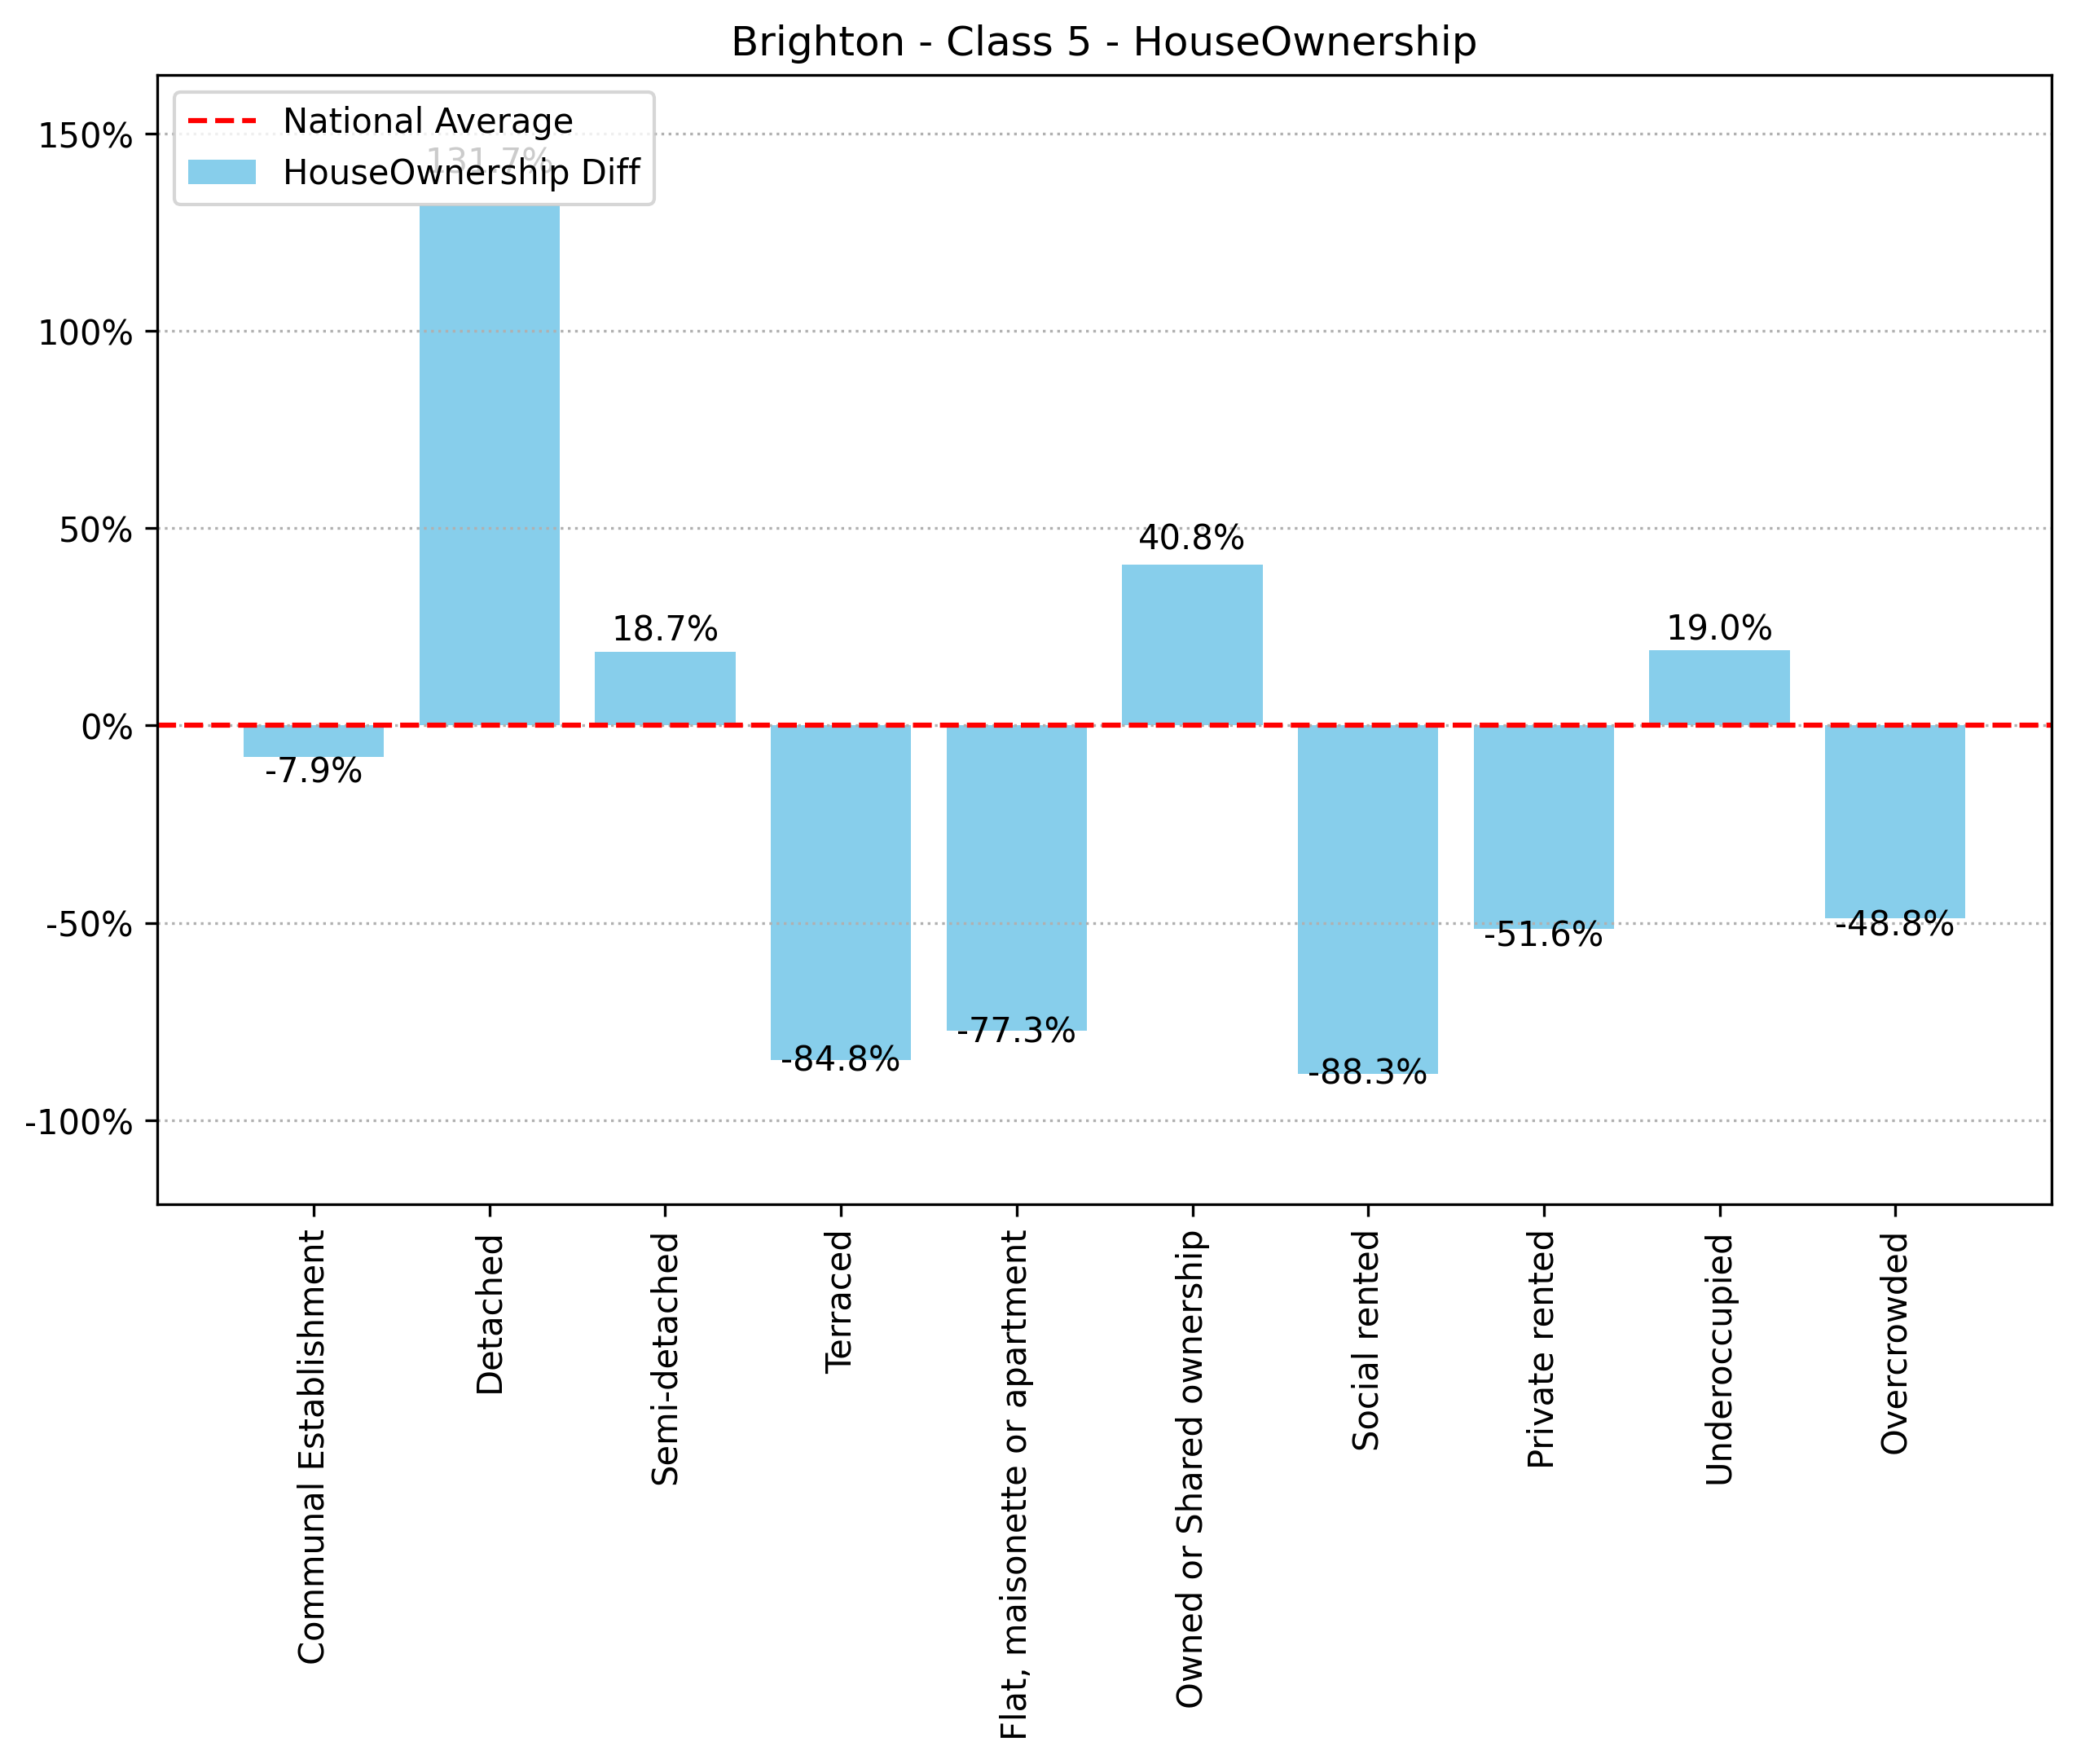 Brighton - Class 5 - HouseOwnership
National Average
HouseOwnership Diff
150%
100%
50%
0%
-50%
-100%
-7.9%
131.7%
18.7%
-84.8%
-77.3%
40.8%
-88.3%
-51.6%
19.0%
-48.8%
Communal Establishment
Detached
Semi-detached
Terraced
Flat, maisonette or apartment
Owned or Shared ownership
Social rented
Private rented
Underoccupied
Overcrowded